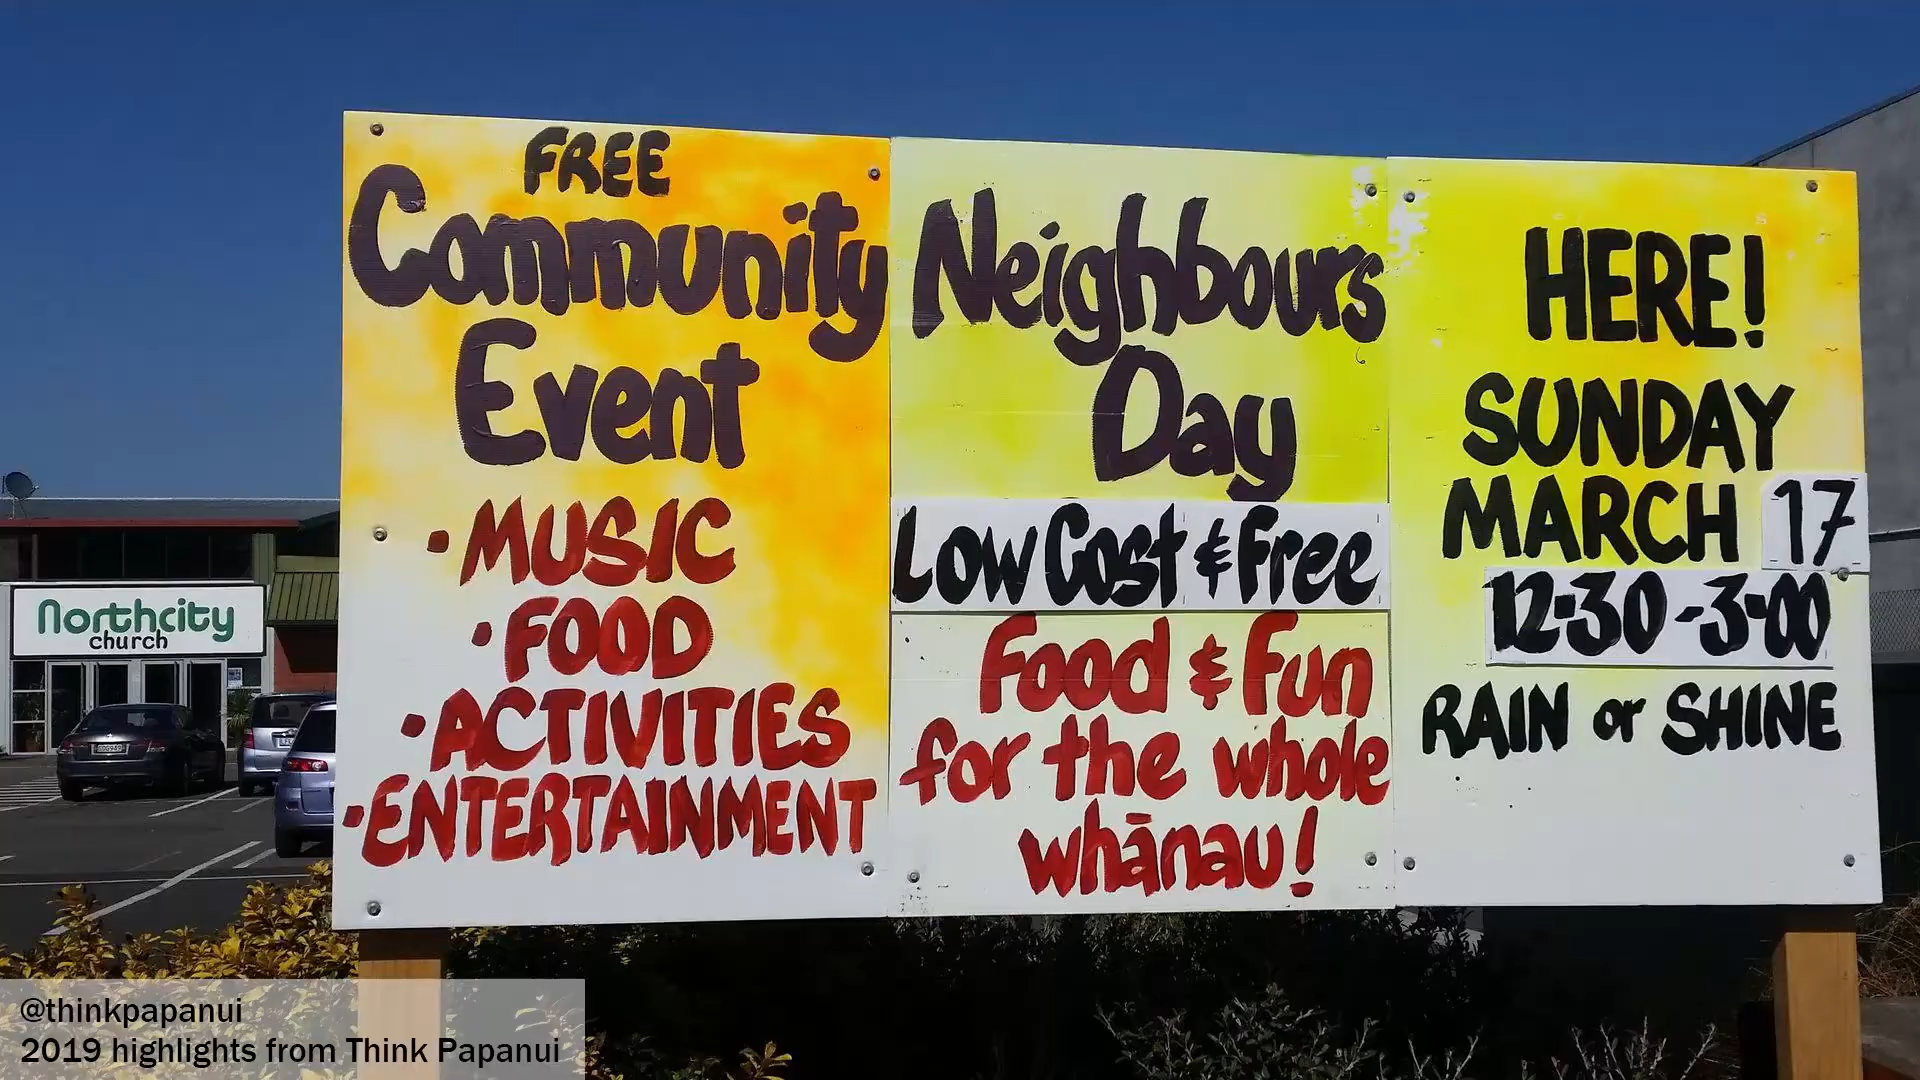 FREE
Community
Event
• MUSIC
• FOOD
• ACTIVITIES
• ENTERTAINMENT
Neighbours
Day
Low Cost & Free
Food & Fun
for the whole
whānau!
HERE!
SUNDAY
MARCH 17
12:30 - 3:00
RAIN or SHINE
Northcity
church
@thinkpapanui
2019 highlights from Think Papanui